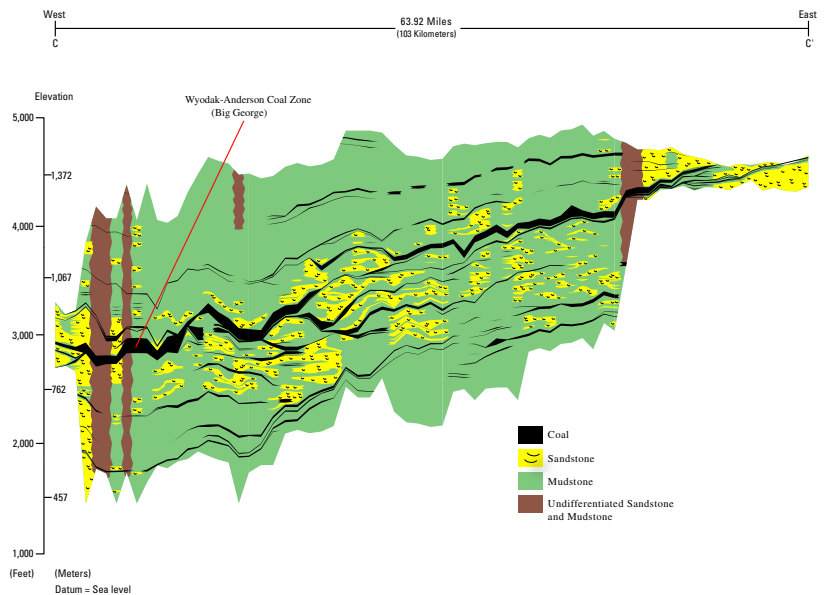 West
East
63.92 Miles
(103 Kilometers)
C
C'
Elevation
Wyodak-Anderson Coal Zone
(Big George)
5,000
1,372
4,000
1,067
3,000
762
2,000
457
1,000
Coal
Sandstone
Mudstone
Undifferentiated Sandstone
and Mudstone
(Feet)
(Meters)
Datum = Sea level